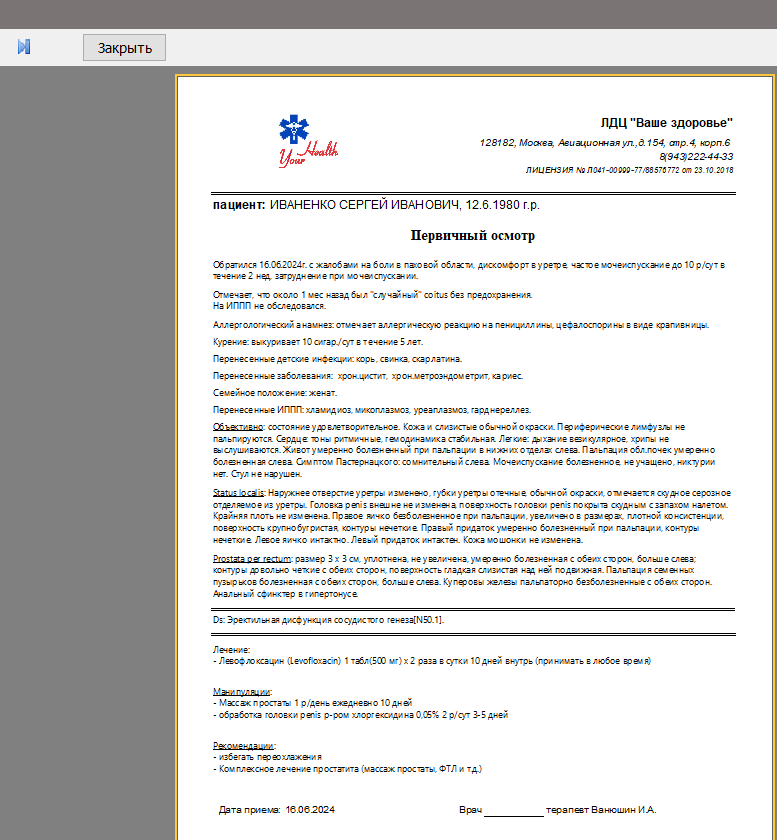 Закрыть
Your Health
ЛДЦ "Ваше здоровье"
128182, Москва, Авиационная ул.,д.154, стр.4, корп.6
8(943)222-44-33
ЛИЦЕНЗИЯ № Л041-00999-77/88576772 от 23.10.2018
пациент: ИВАНЕНКО СЕРГЕЙ ИВАНОВИЧ, 12.6.1980 г.р.
Первичный осмотр
Обратился 16.06.2024г. с жалобами на боли в паховой области, дискомфорт в уретре, частое мочеиспускание до 10 р/сут в
течение 2 нед, затруднение при мочеиспускании.
Отмечает, что около 1 мес назад был "случайный" coitus без предохранения.
На ИППП не обследовался.
Аллергологический анамнез: отмечает аллергическую реакцию на пенициллины, цефалоспорины в виде крапивницы.
Курение: выкуривает 10 сигар./сут в течение 5 лет.
Перенесенные детские инфекции: корь, свинка, скарлатина.
Перенесенные заболевания: хрон.цистит, хрон.метроэндометрит, кариес.
Семейное положение: женат.
Перенесенные ИППП: хламидиоз, микоплазмоз, уреаплазмоз, гарднереллез.
Объективно: состояние удовлетворительное. Кожа и слизистые обычной окраски. Периферические лимфузлы не
пальпируются. Сердце: тоны ритмичные, гемодинамика стабильная. Легкие: дыхание везикулярное, хрипы не
выслушиваются. Живот умеренно болезненный при пальпации в нижних отделах слева. Пальпация обл.почек умеренно
болезненная слева. Симптом Пастернацкого: сомнительный слева. Мочеиспускание болезненное, не учащено, никтурии
нет. Стул не нарушен.
Status localis: Наружнее отверстие уретры изменено, губки уретры отечные, обычной окраски, отмечается скудное серозное
отделяемое из уретры. Головка penis внешне не изменена, поверхность головки penis покрыта скудным с запахом налетом.
Крайняя плоть не изменена. Правое яичко безболезненное при пальпации, увеличено в размерах, плотной консистенции,
поверхность крупнобугристая, контуры нечеткие. Правый придаток умеренно болезненный при пальпации, контуры
нечеткие. Левое яичко интактно. Левый придаток интактен. Кожа мошонки не изменена.
Prostata per rectum: размер 3 x 3 см, уплотнена, не увеличена, умеренно болезненная с обеих сторон, больше слева;
контуры довольно четкие с обеих сторон, поверхность гладкая слизистая над ней подвижная. Пальпация семенных
пузырьков болезненная с обеих сторон, больше слева. Куперовы железы пальпаторно безболезненные с обеих сторон.
Анальный сфинктер в гипертонусе.
Ds: Эректильная дисфункция сосудистого генеза[N50.1].
Лечение:
- Левофлоксацин (Levofloxacin) 1 табл(500 мг) x 2 раза в сутки 10 дней внутрь (принимать в любое время)
Манипуляции:
- Массаж простаты 1 р/день ежедневно 10 дней
- обработка головки penis р-ром хлоргексидина 0,05% 2 р/сут 3-5 дней
Рекомендации:
- избегать переохлажения
- Комплексное лечение простатита (массаж простаты, ФТЛ и т.д.)
Дата приема: 16.06.2024 Врач __________ терапевт Ванюшин И.А.